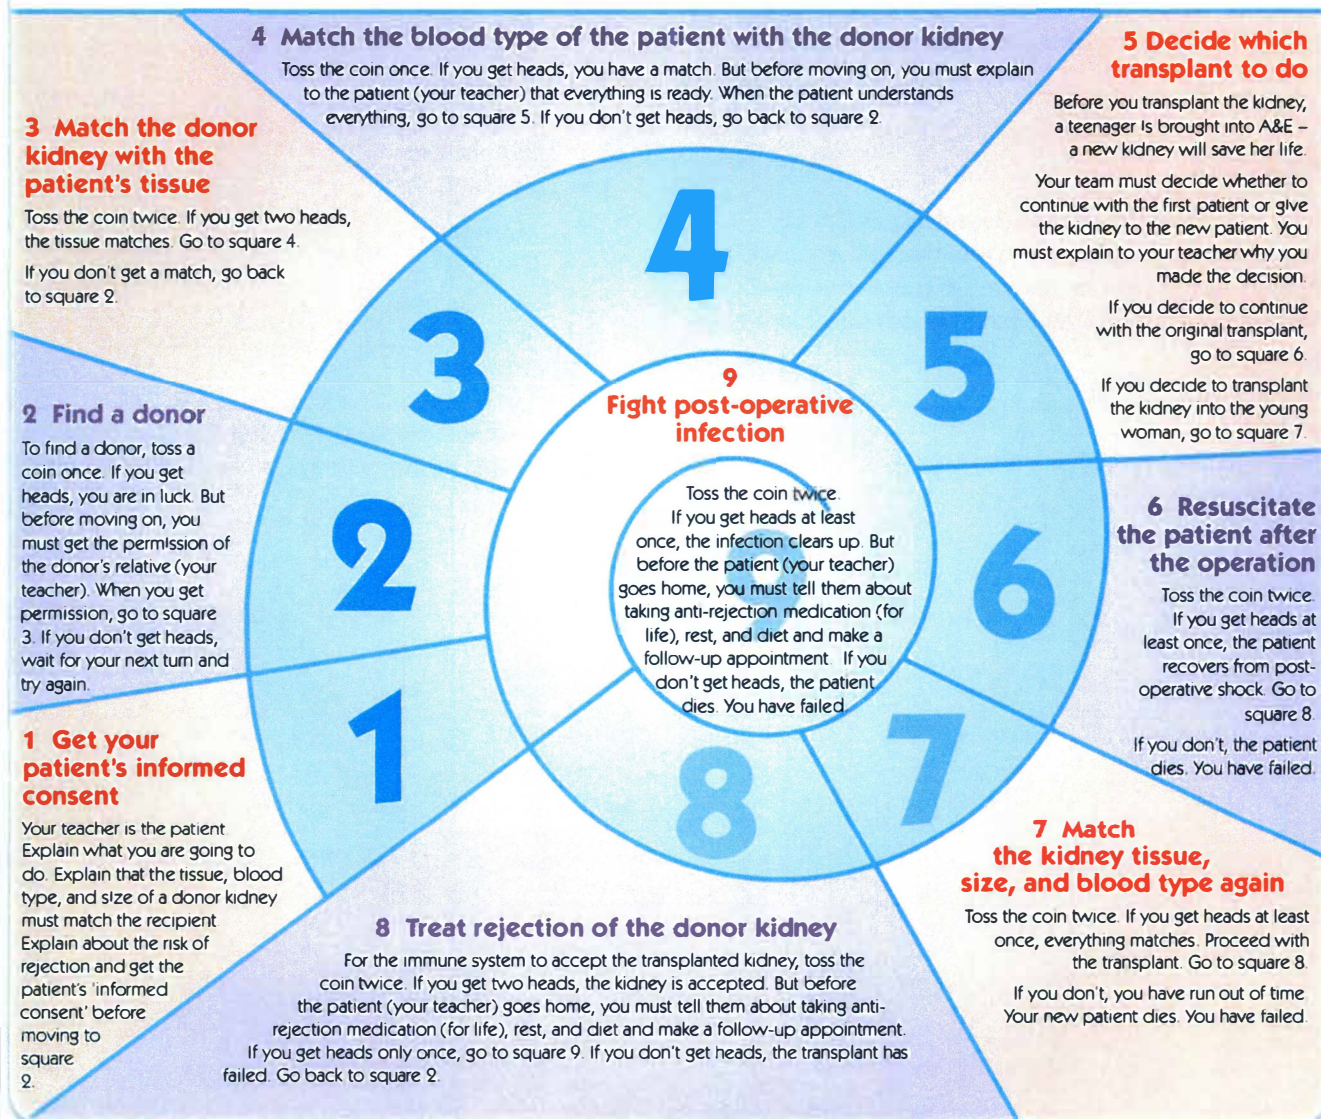 1 Get your
patient's informed
consent
Your teacher is the patient
Explain what you are going to
do. Explain that the tissue, blood
type, and size of a donor kidney
must match the recipient
Explain about the risk of
rejection and get the
patient's 'informed
consent' before
moving to
square
2.
2 Find a donor
To find a donor, toss a
coin once. If you get
heads, you are in luck. But
before moving on, you
must get the permission of
the donor's relative (your
teacher). When you get
permission, go to square
3. If you don't get heads,
wait for your next turn and
try again.
3 Match the donor
kidney with the
patient's tissue
Toss the coin twice. If you get two heads,
the tissue matches. Go to square 4.
If you don't get a match, go back
to square 2.
4 Match the blood type of the patient with the donor kidney
Toss the coin once. If you get heads, you have a match. But before moving on, you must explain
to the patient (your teacher) that everything is ready. When the patient understands
everything, go to square 5. If you don't get heads, go back to square 2.
5 Decide which
transplant to do
Before you transplant the kidney,
a teenager is brought into A&E –
a new kidney will save her life.
Your team must decide whether to
continue with the first patient or give
the kidney to the new patient. You
must explain to your teacher why you
made the decision.
If you decide to continue
with the original transplant,
go to square 6.
If you decide to transplant
the kidney into the young
woman, go to square 7.
6 Resuscitate
the patient after
the operation
Toss the coin twice.
If you get heads at
least once, the patient
recovers from post-
operative shock. Go to
square 8.
If you don't, the patient
dies. You have failed.
7 Match
the kidney tissue,
size, and blood type again
Toss the coin twice. If you get heads at least
once, everything matches. Proceed with
the transplant. Go to square 8.
If you don't, you have run out of time
Your new patient dies. You have failed.
8 Treat rejection of the donor kidney
For the immune system to accept the transplanted kidney, toss the
coin twice. If you get two heads, the kidney is accepted. But before
the patient (your teacher) goes home, you must tell them about taking anti-
rejection medication (for life), rest, and diet and make a follow-up appointment.
If you get heads only once, go to square 9. If you don't get heads, the transplant has
failed. Go back to square 2.
9
Fight post-operative
infection
Toss the coin twice.
If you get heads at least
once, the infection clears up. But
before the patient (your teacher)
goes home, you must tell them about
taking anti-rejection medication (for
life), rest, and diet and make a
follow-up appointment. If you
don't get heads, the patient
dies. You have failed.
1
2
3
4
5
6
7
8
9